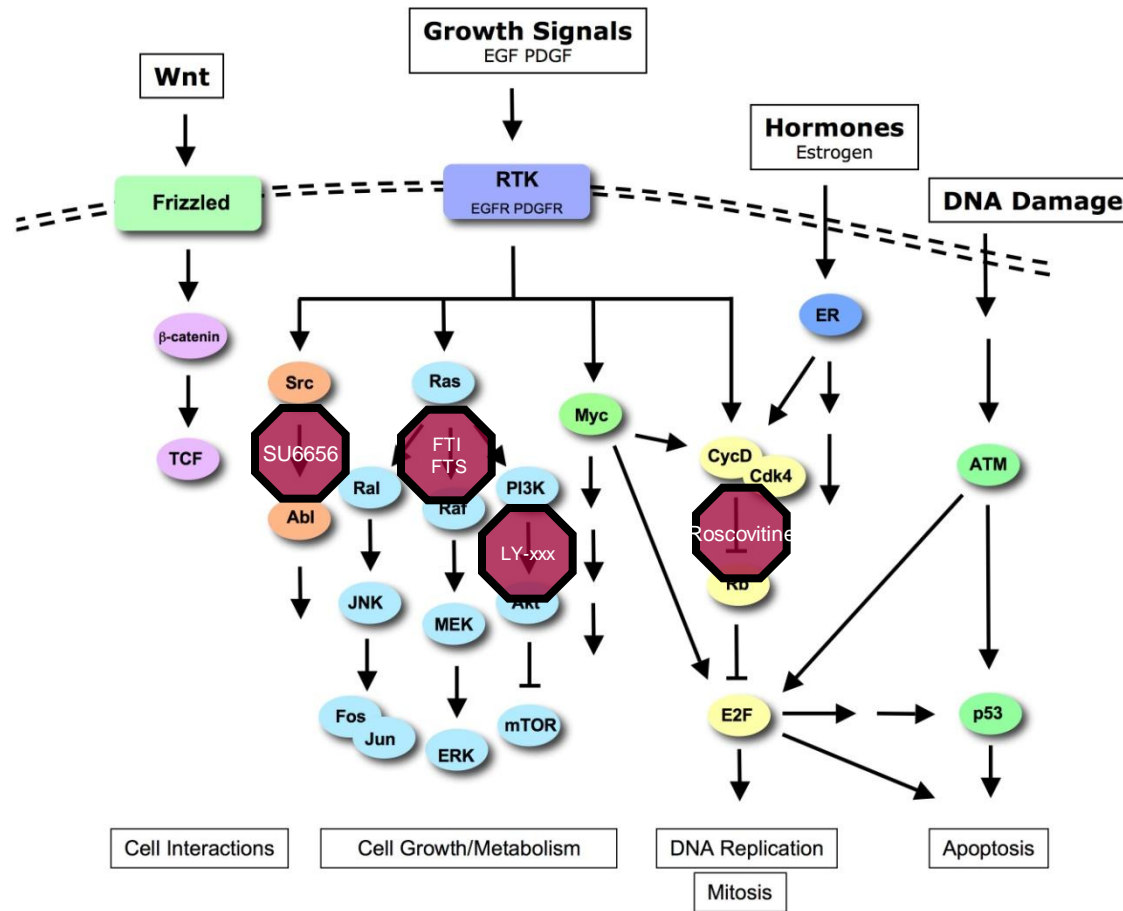 Growth Signals
EGF PDGF
Wnt
Hormones
Estrogen
DNA Damage
Frizzled
RTK
EGFR PDGFR
ER
β-catenin
Src
Ras
Myc
TCF
SU6656
FTI
FTS
CycD
Cdk4
ATM
Ral
PI3K
Raf
Abl
LY-xxx
Roscovitine
Rb
JNK
Akt
MEK
Fos
Jun
mTOR
ERK
E2F
p53
Cell Interactions
Cell Growth/Metabolism
DNA Replication
Mitosis
Apoptosis